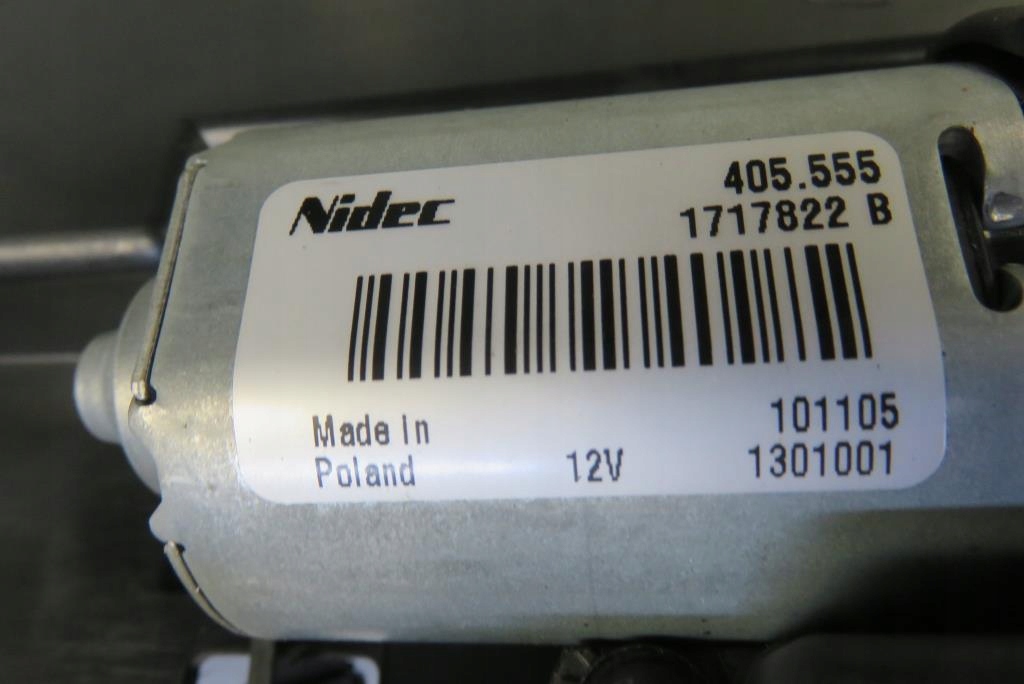 Nidec
405.555
1717822 B
Made in
Poland
12V
101105
1301001